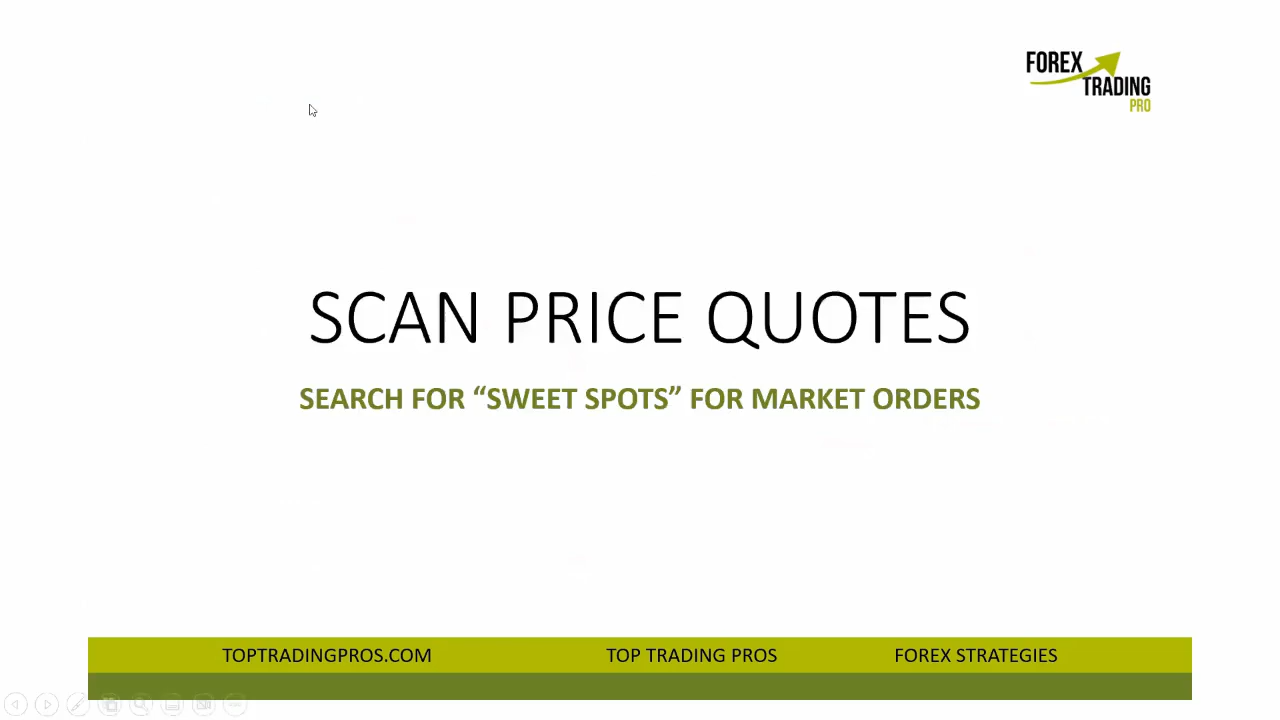 FOREX
TRADING
PRO
SCAN PRICE QUOTES
SEARCH FOR “SWEET SPOTS” FOR MARKET ORDERS
TOPTRADINGPROS.COM TOP TRADING PROS FOREX STRATEGIES